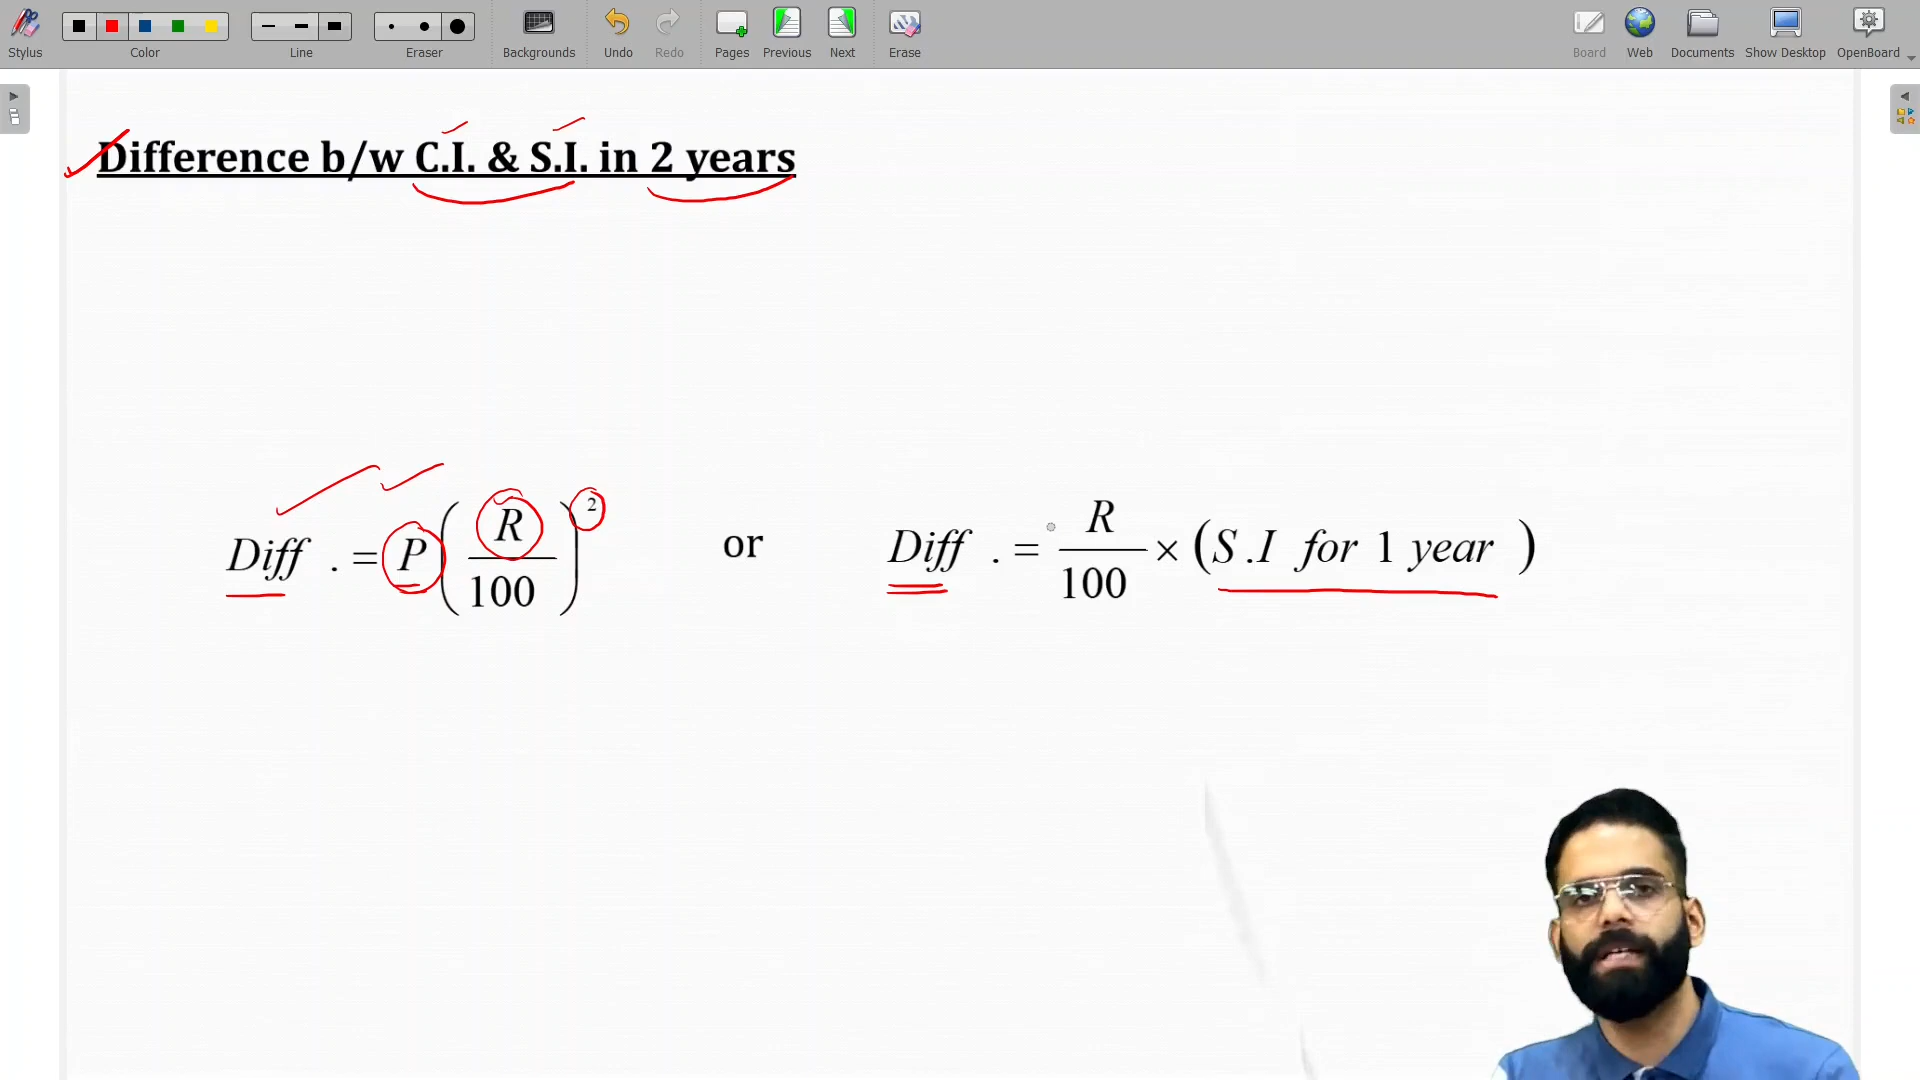 Stylus Color Line Eraser Backgrounds Undo Redo Pages Previous Next Erase Board Web Documents Show Desktop OpenBoard
Difference b/w C.I. & S.I. in 2 years
Diff . = P ( R / 100 )² or Diff . = R / 100 × ( S .I for 1 year )